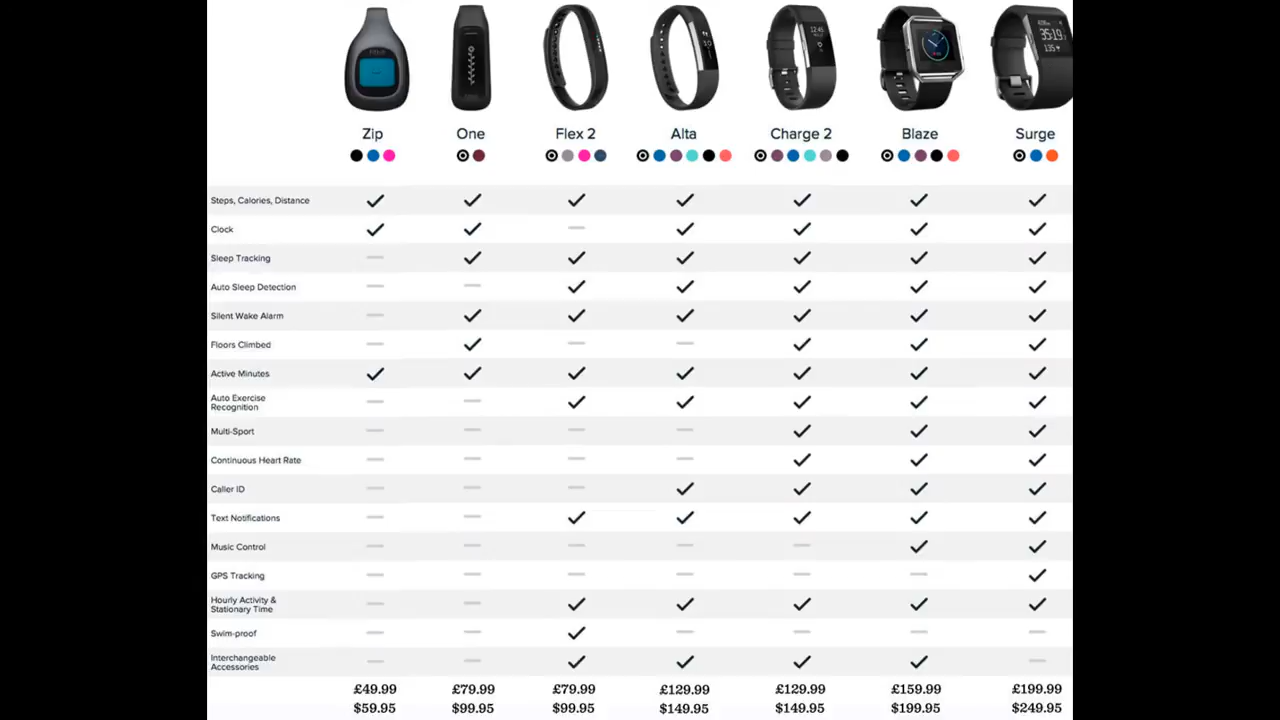 Zip One Flex 2 Alta Charge 2 Blaze Surge
Steps, Calories, Distance
Clock
Sleep Tracking
Auto Sleep Detection
Silent Wake Alarm
Floors Climbed
Active Minutes
Auto Exercise
Recognition
Multi-Sport
Continuous Heart Rate
Caller ID
Text Notifications
Music Control
GPS Tracking
Hourly Activity &
Stationary Time
Swim-proof
Interchangeable
Accessories
£49.99 £79.99 £79.99 £129.99 £129.99 £159.99 £199.99
$59.95 $99.95 $99.95 $149.95 $149.95 $199.95 $249.95